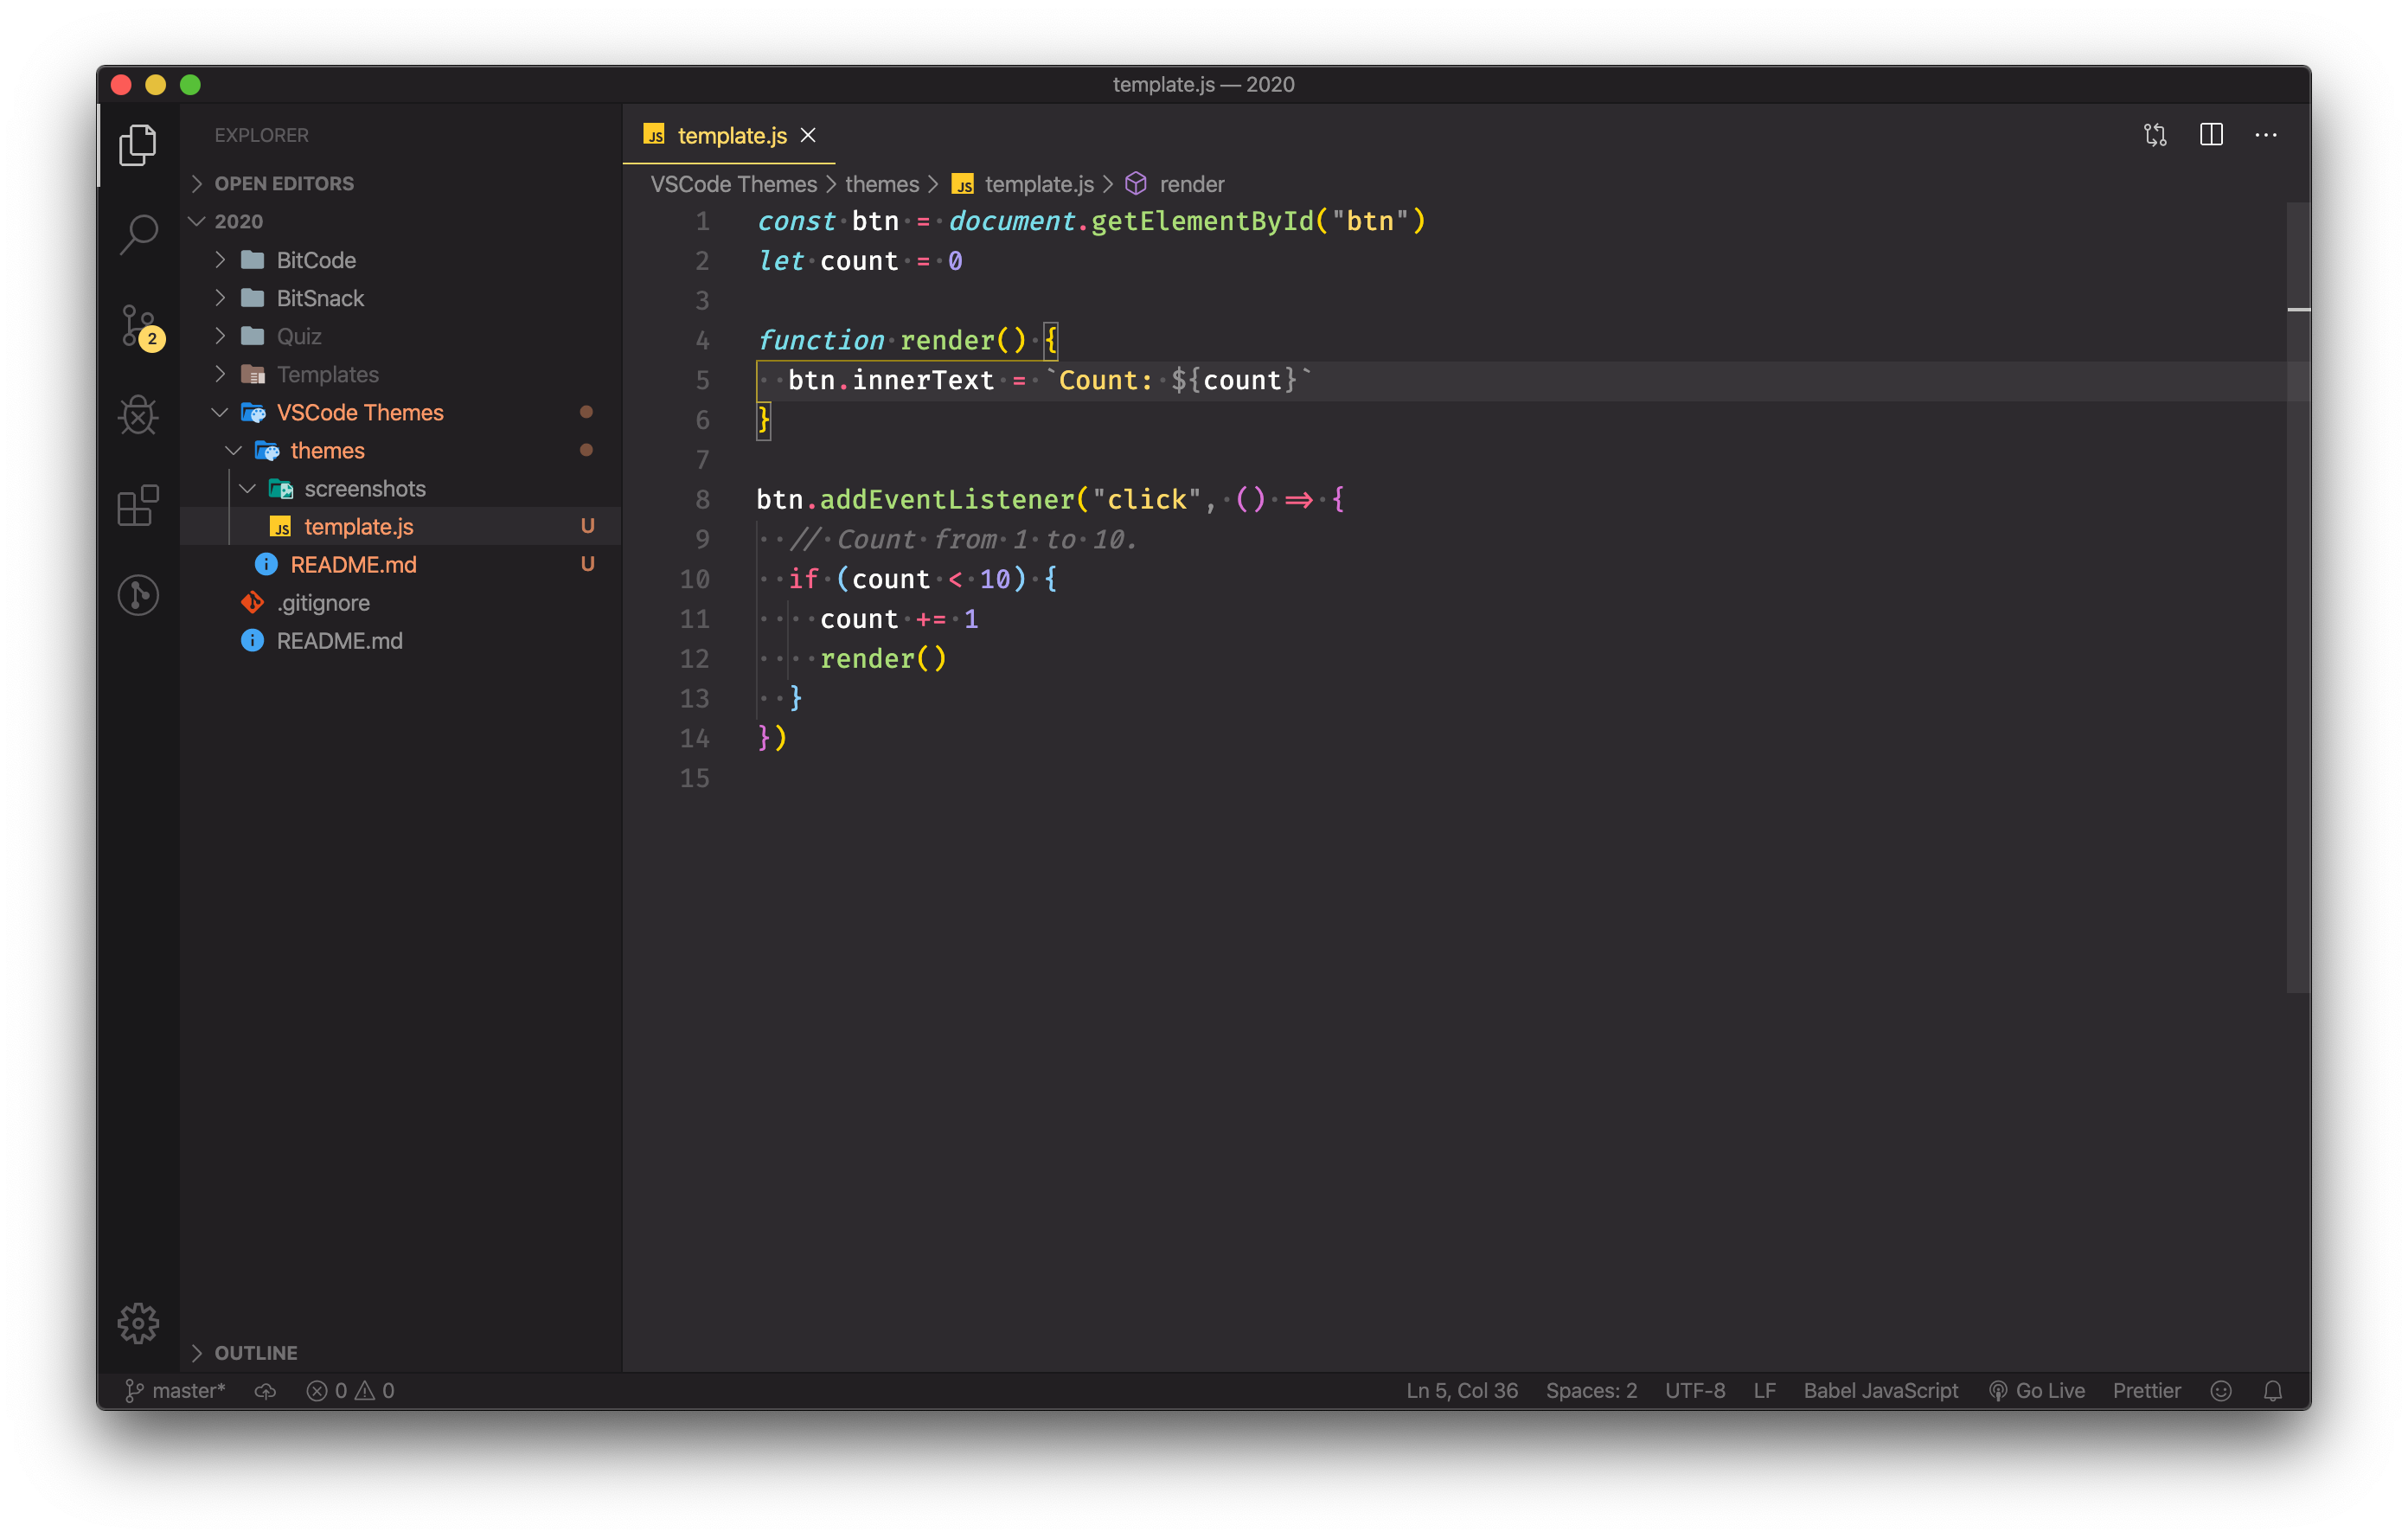 template.js — 2020
EXPLORER
OPEN EDITORS
2020
BitCode
BitSnack
Quiz
Templates
VSCode Themes
themes
screenshots
JS template.js U
README.md U
.gitignore
README.md
OUTLINE
2
JS template.js
VSCode Themes > themes > JS template.js > render
1 const btn = document.getElementById("btn")
2 let count = 0
3
4 function render() {
5   btn.innerText = `Count: ${count}`
6 }
7
8 btn.addEventListener("click", () => {
9   // Count from 1 to 10.
10   if (count < 10) {
11     count += 1
12     render()
13   }
14 })
15
master* 0 0 Ln 5, Col 36 Spaces: 2 UTF-8 LF Babel JavaScript Go Live Prettier